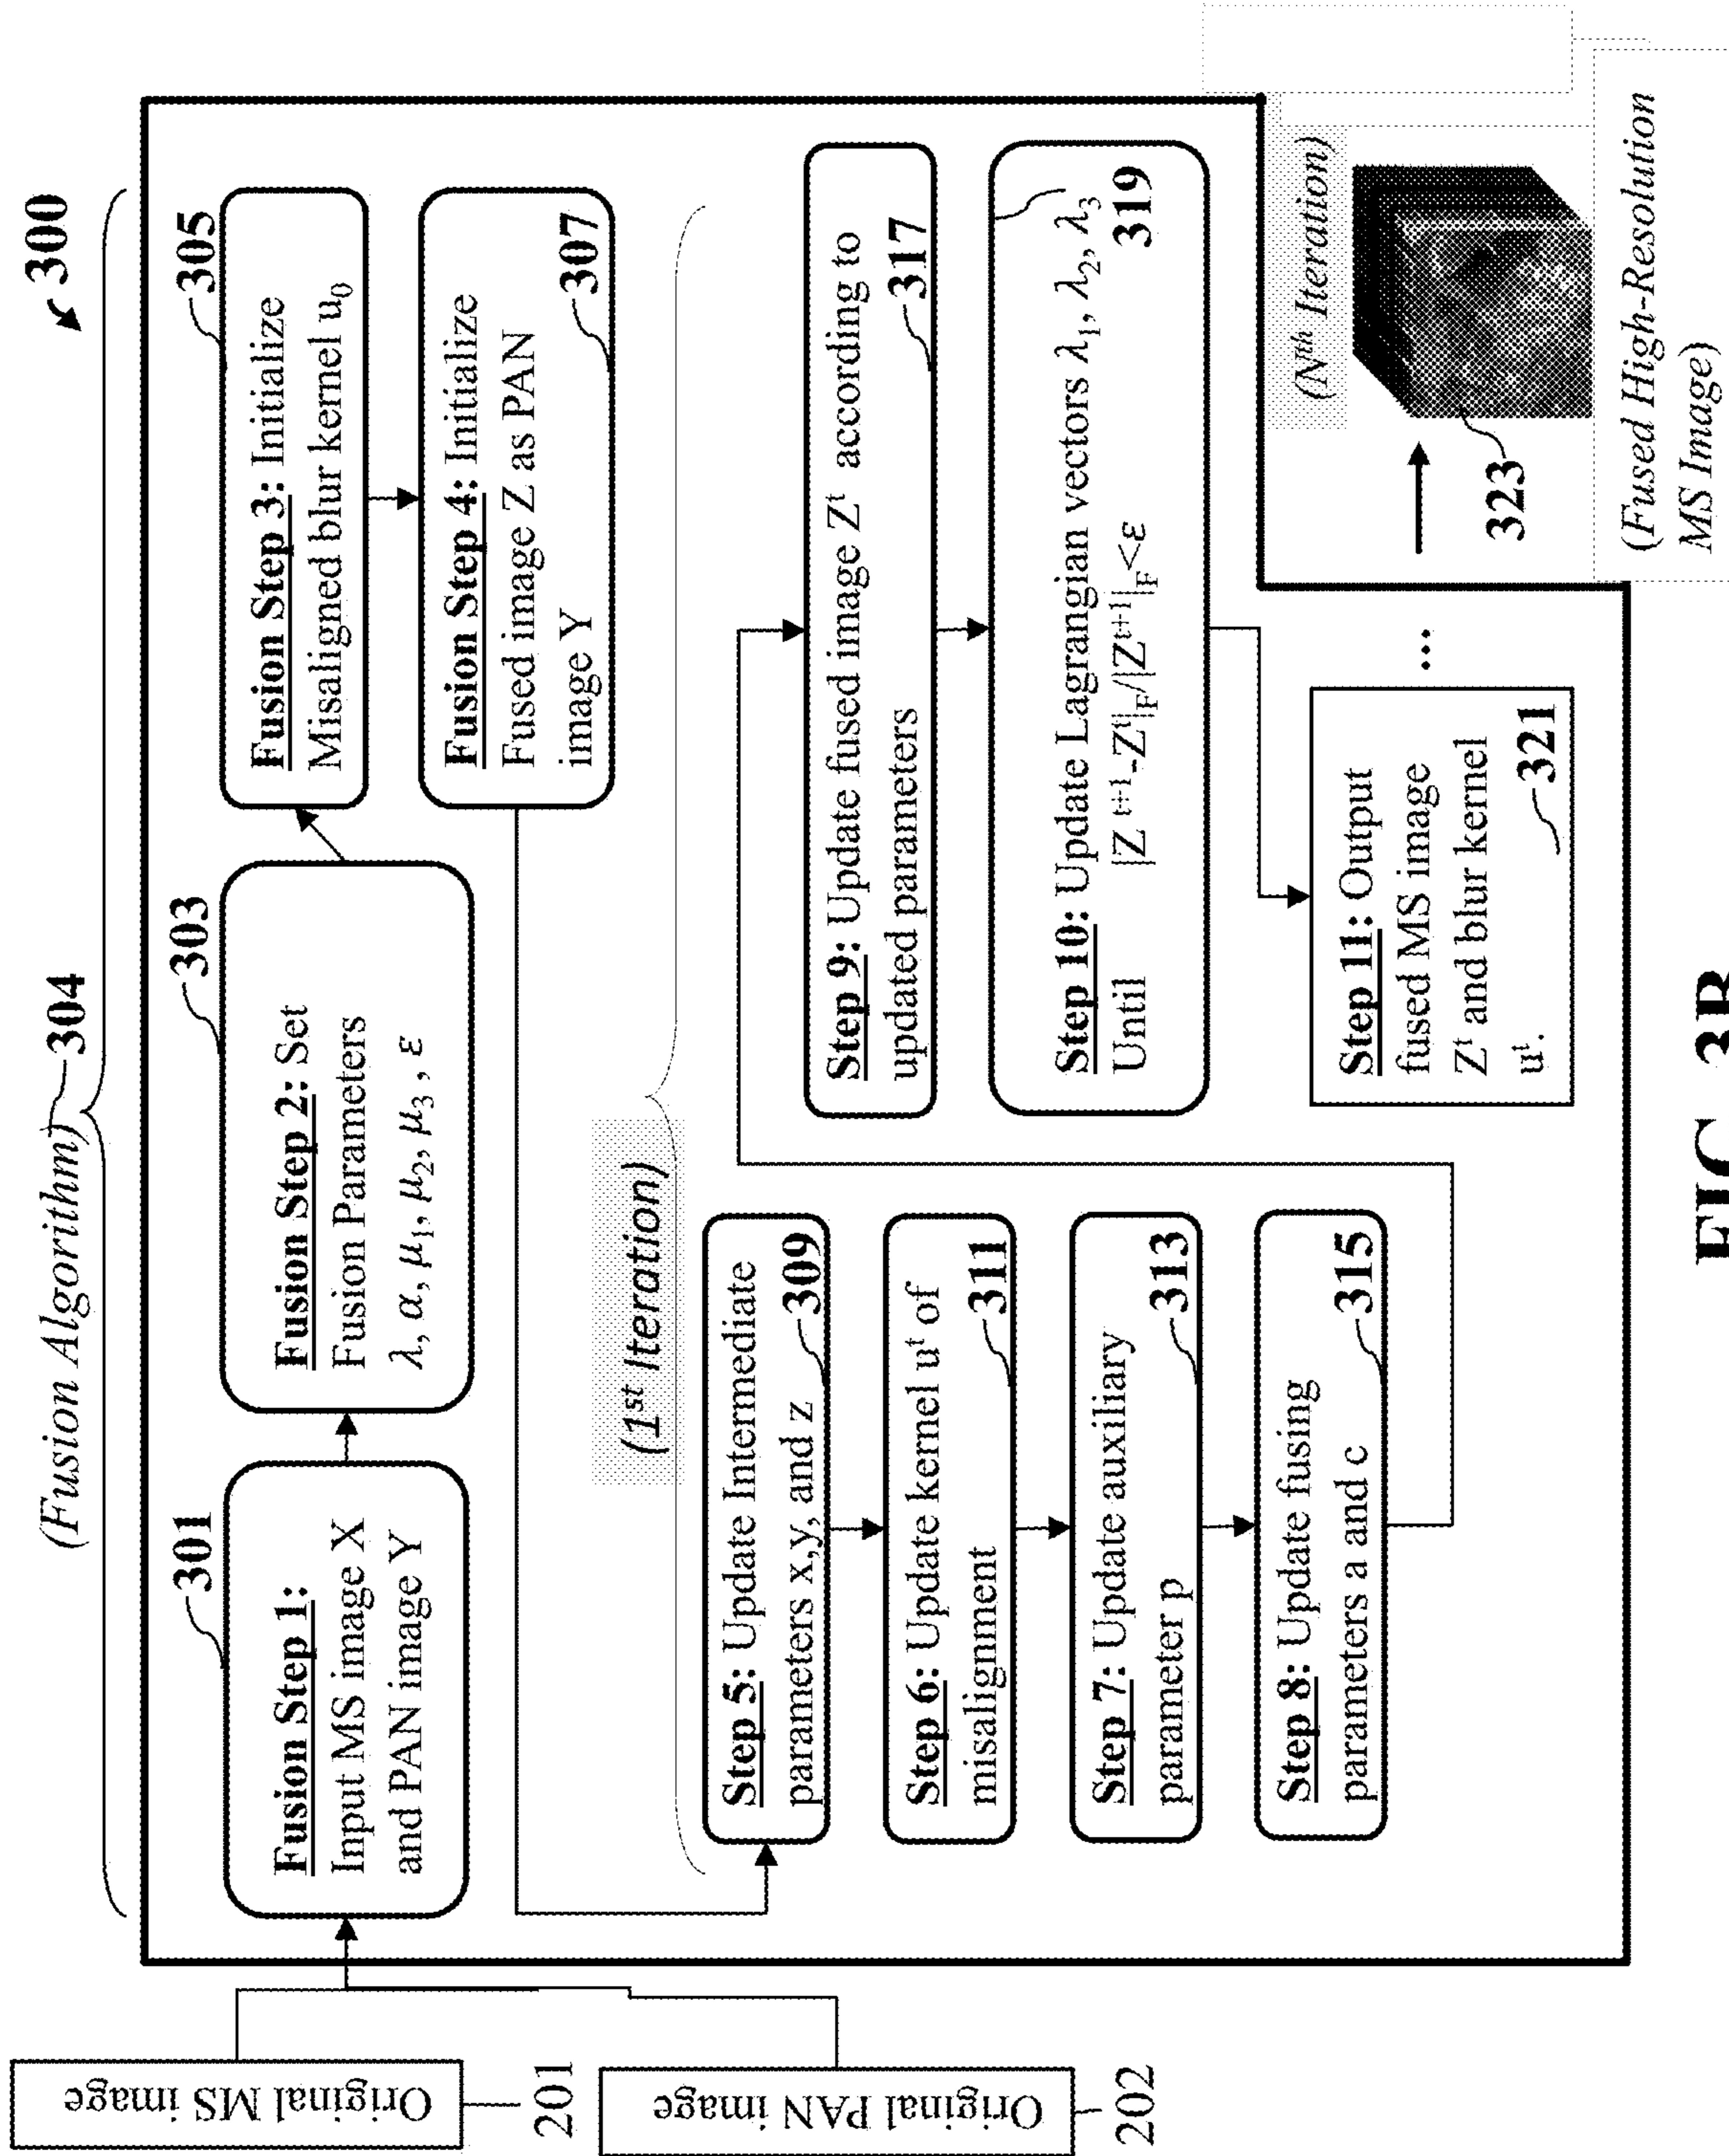 300
(Fusion Algorithm) 304
Original MS image
201
Original PAN image
202
301
Fusion Step 1:
Input MS image X
and PAN image Y
303
Fusion Step 2: Set
Fusion Parameters
λ, α, μ₁, μ₂, μ₃, ε
305
Fusion Step 3: Initialize
Misaligned blur kernel u₀
Fusion Step 4: Initialize
Fused image Z as PAN
image Y
307
(1ˢᵗ Iteration)
Step 5: Update Intermediate
parameters x,y, and z
309
Step 6: Update kernel uᵗ of
misalignment
311
Step 7: Update auxiliary
parameter p
313
Step 8: Update fusing
parameters a and c
315
Step 9: Update fused image Zᵗ according to
updated parameters
317
Step 10: Update Lagrangian vectors λ₁, λ₂, λ₃
Until |Zᵗ⁺¹-Zᵗ|F/|Zᵗ⁺¹|F<ε
319
Step 11: Output
fused MS image
Zᵗ and blur kernel
uᵗ.
321
...
(Nᵗʰ Iteration)
323
(Fused High-Resolution
MS Image)
FIG. 3B